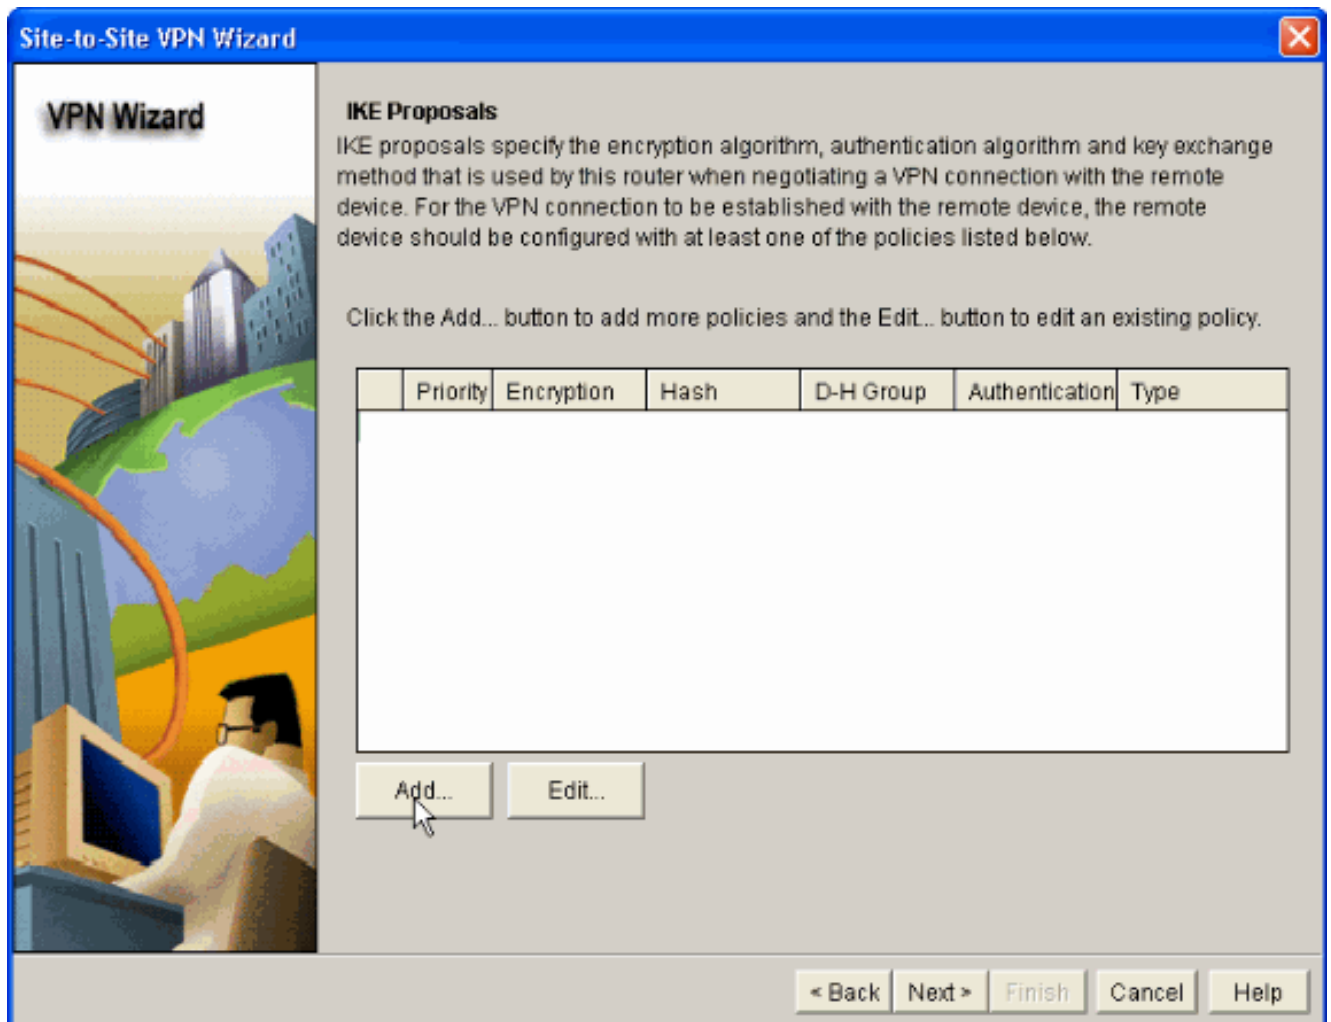 Site-to-Site VPN Wizard
VPN Wizard
IKE Proposals
IKE proposals specify the encryption algorithm, authentication algorithm and key exchange
method that is used by this router when negotiating a VPN connection with the remote
device. For the VPN connection to be established with the remote device, the remote
device should be configured with at least one of the policies listed below.
Click the Add... button to add more policies and the Edit... button to edit an existing policy.
Priority Encryption Hash D-H Group Authentication Type
Add... Edit...
< Back Next > Finish Cancel Help